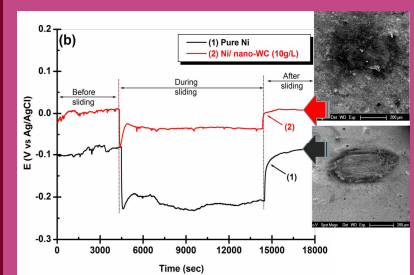 (b)
(1) Pure Ni
(2) Ni/ nano-WC (10g/L)
Before
sliding
During
sliding
After
sliding
E (V vs Ag/AgCl)
0.2
0.1
0.0
-0.1
-0.2
-0.3
(2)
(1)
0
3000
6000
9000
12000
15000
18000
Time (sec)